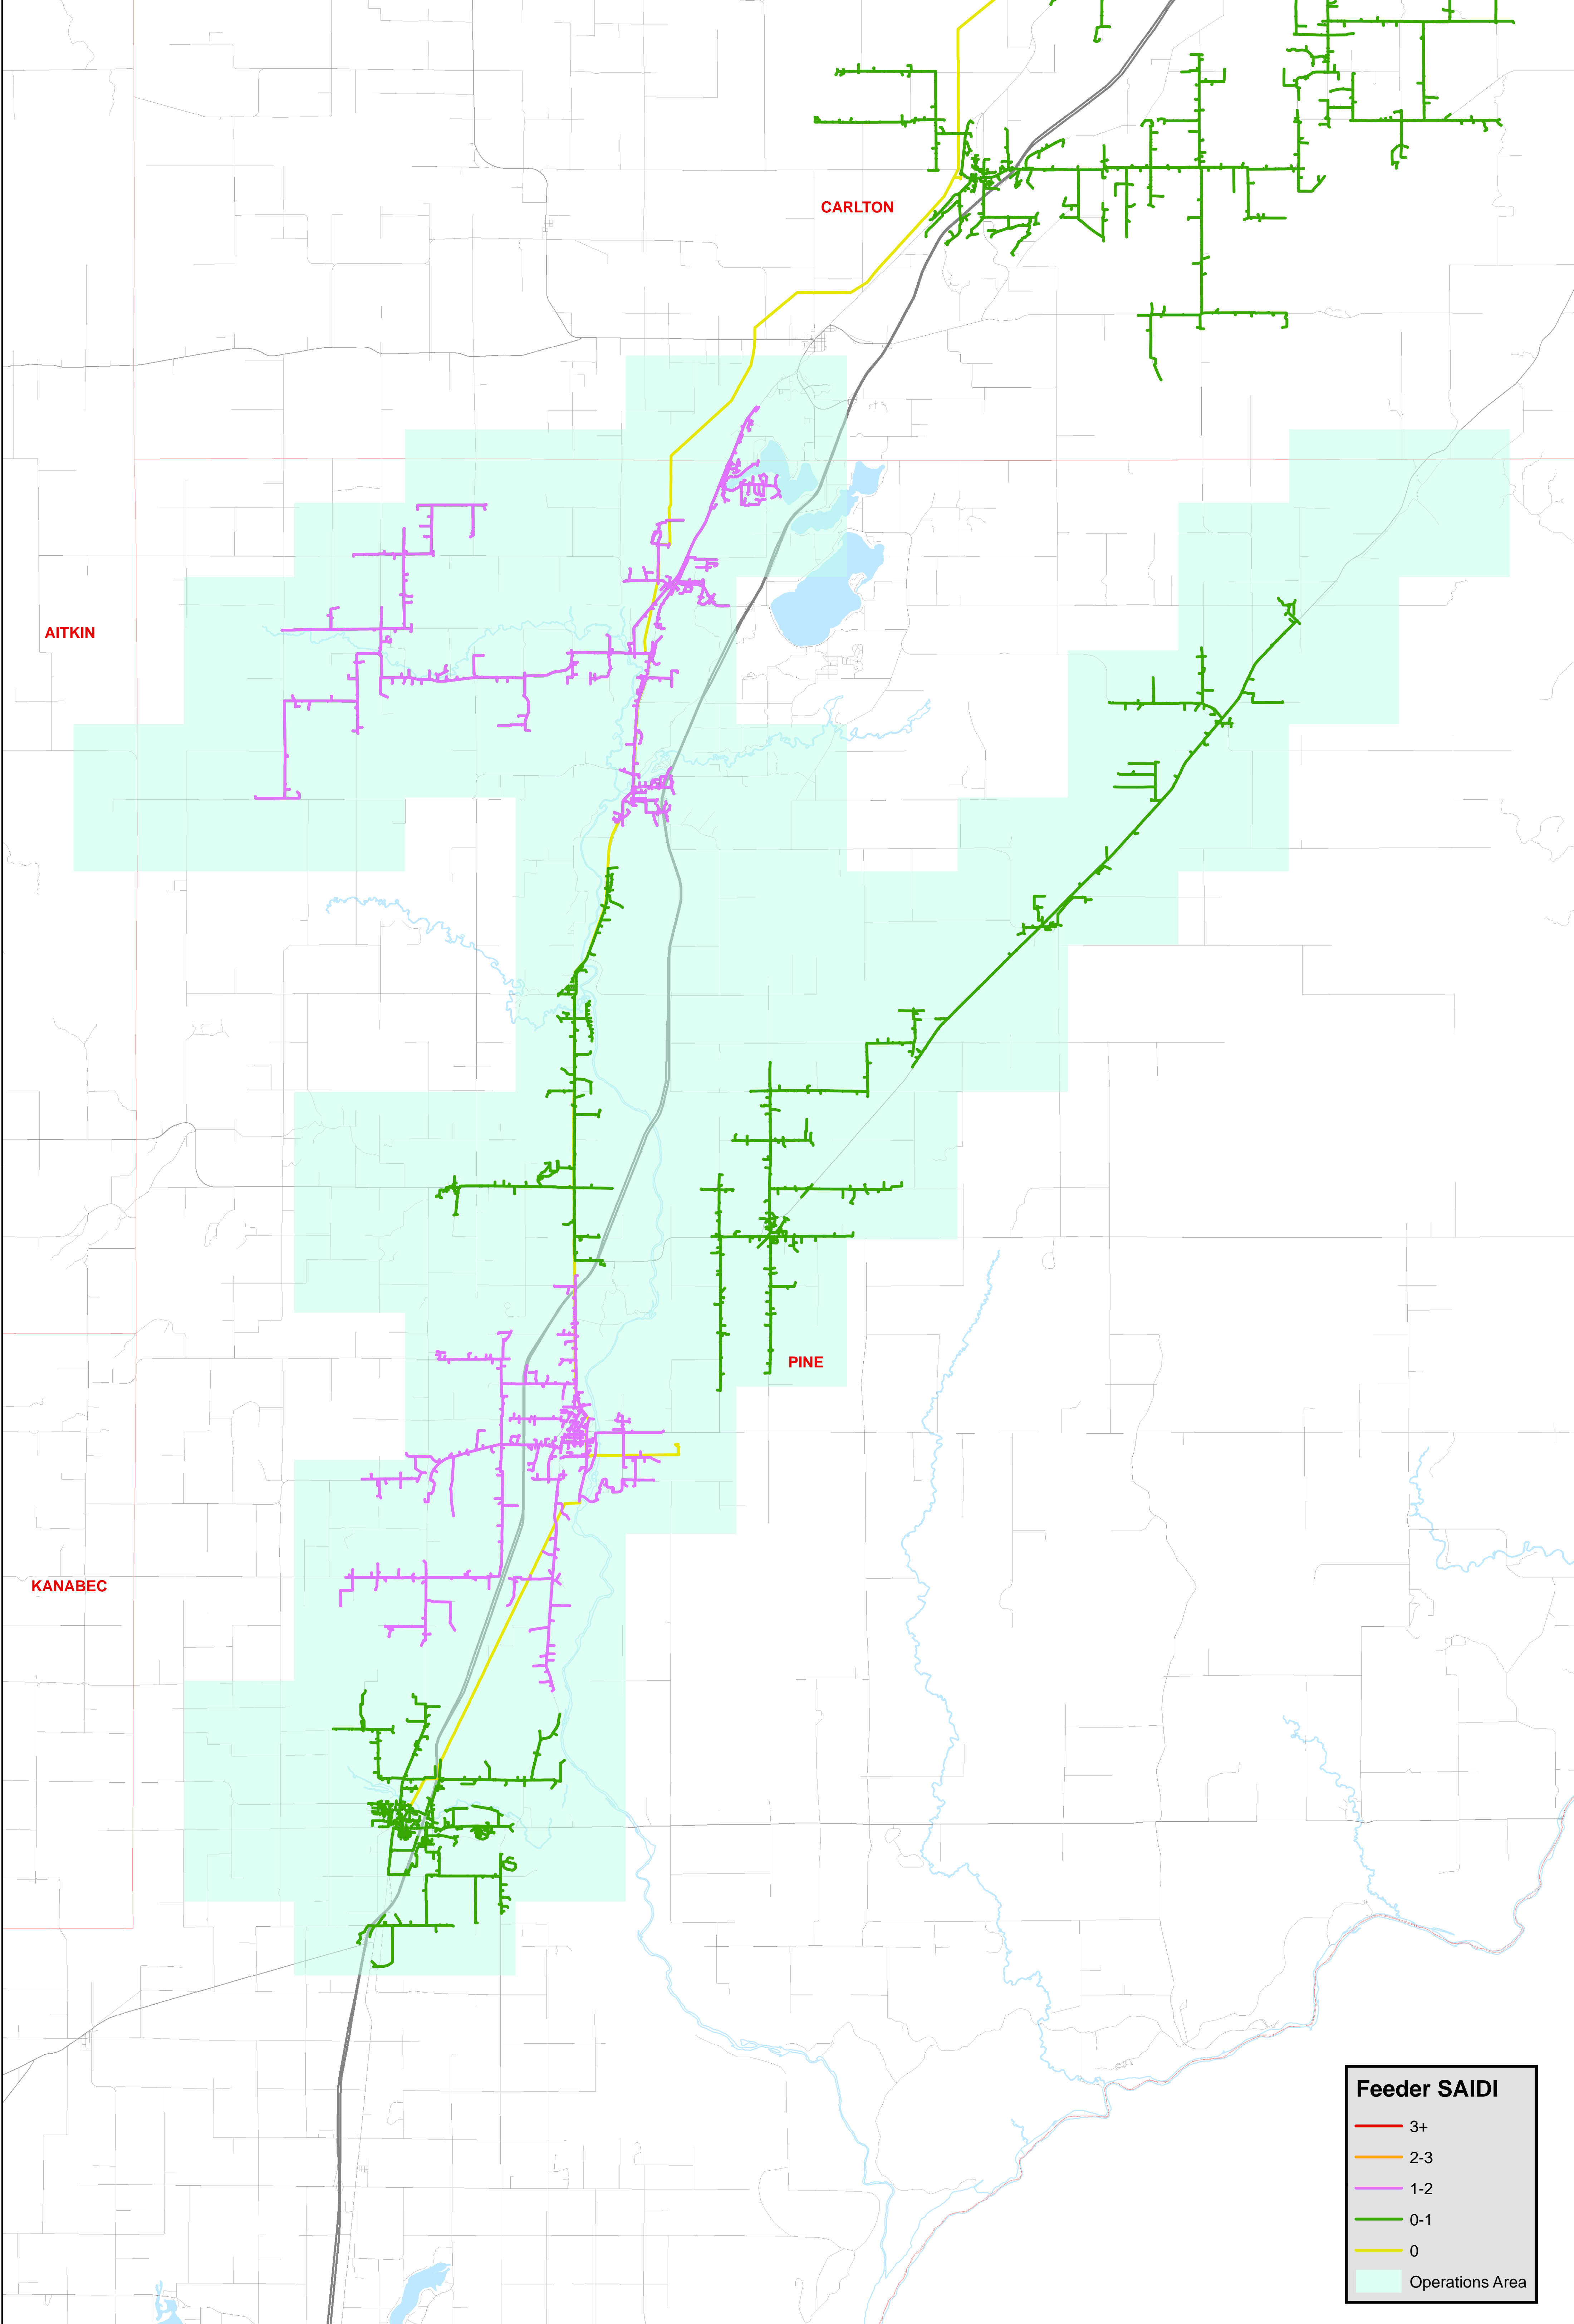 CARLTON
AITKIN
PINE
KANABEC
Feeder SAIDI
3+
2-3
1-2
0-1
0
Operations Area